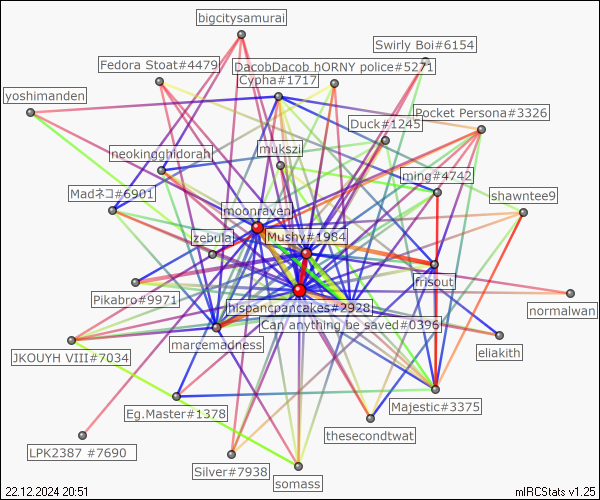 bigcitysamurai
Swirly Boi#6154
Fedora Stoat#4479
DacobDacob hORNY police#5271
Cypha#1717
yoshimanden
Pocket Persona#3326
Duck#1245
mukszil
neokingghidorah
ming#4742
Madネコ#6901
shawntee9
moonraven
zebula
Mushy#1984
frisout
Pikabro#9971
hispancpancakes#2928
normalwan
Can anything be saved#0396
marcemadness
eliakith
JKOUYH VIII#7034
Majestic#3375
Eg.Master#1378
thesecondtwat
LPK2387 #7690
Silver#7938
somass
22.12.2024 20:51
mIRCStats v1.25